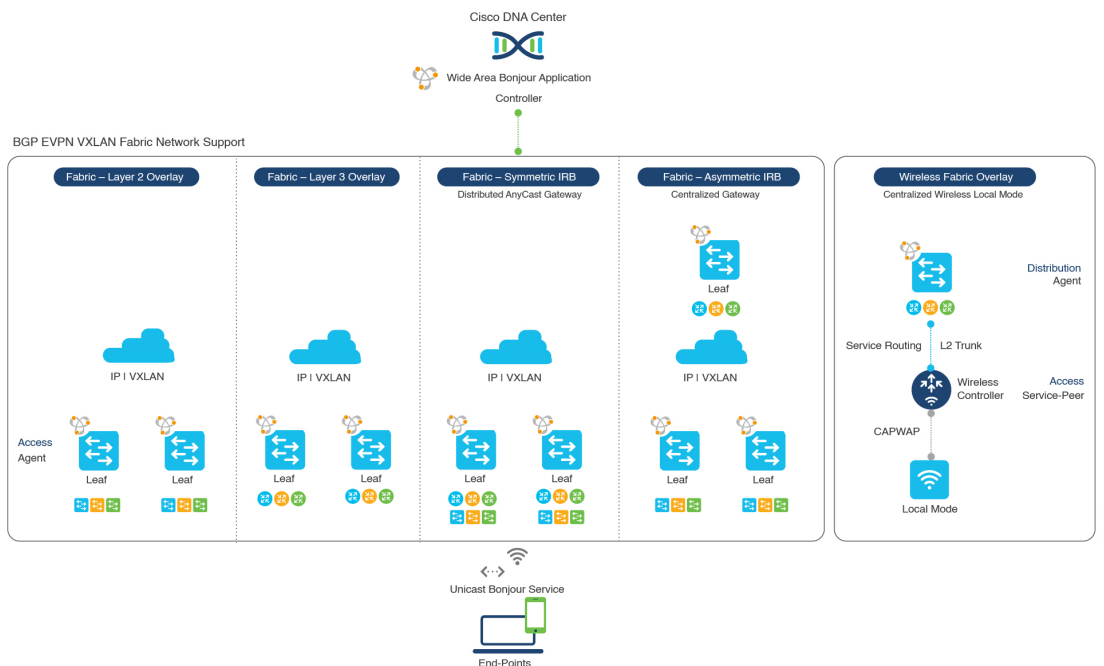 Cisco DNA Center
Wide Area Bonjour Application
Controller
BGP EVPN VXLAN Fabric Network Support
Fabric – Layer 2 Overlay
Fabric – Layer 3 Overlay
Fabric – Symmetric IRB
Distributed AnyCast Gateway
Fabric – Asymmetric IRB
Centralized Gateway
Wireless Fabric Overlay
Centralized Wireless Local Mode
Leaf
Distribution
Agent
IP | VXLAN
IP | VXLAN
IP | VXLAN
IP | VXLAN
Service Routing
L2 Trunk
Wireless
Controller
Access
Service-Peer
CAPWAP
Access
Agent
Leaf
Leaf
Leaf
Leaf
Leaf
Leaf
Leaf
Leaf
Local Mode
Unicast Bonjour Service
End-Points